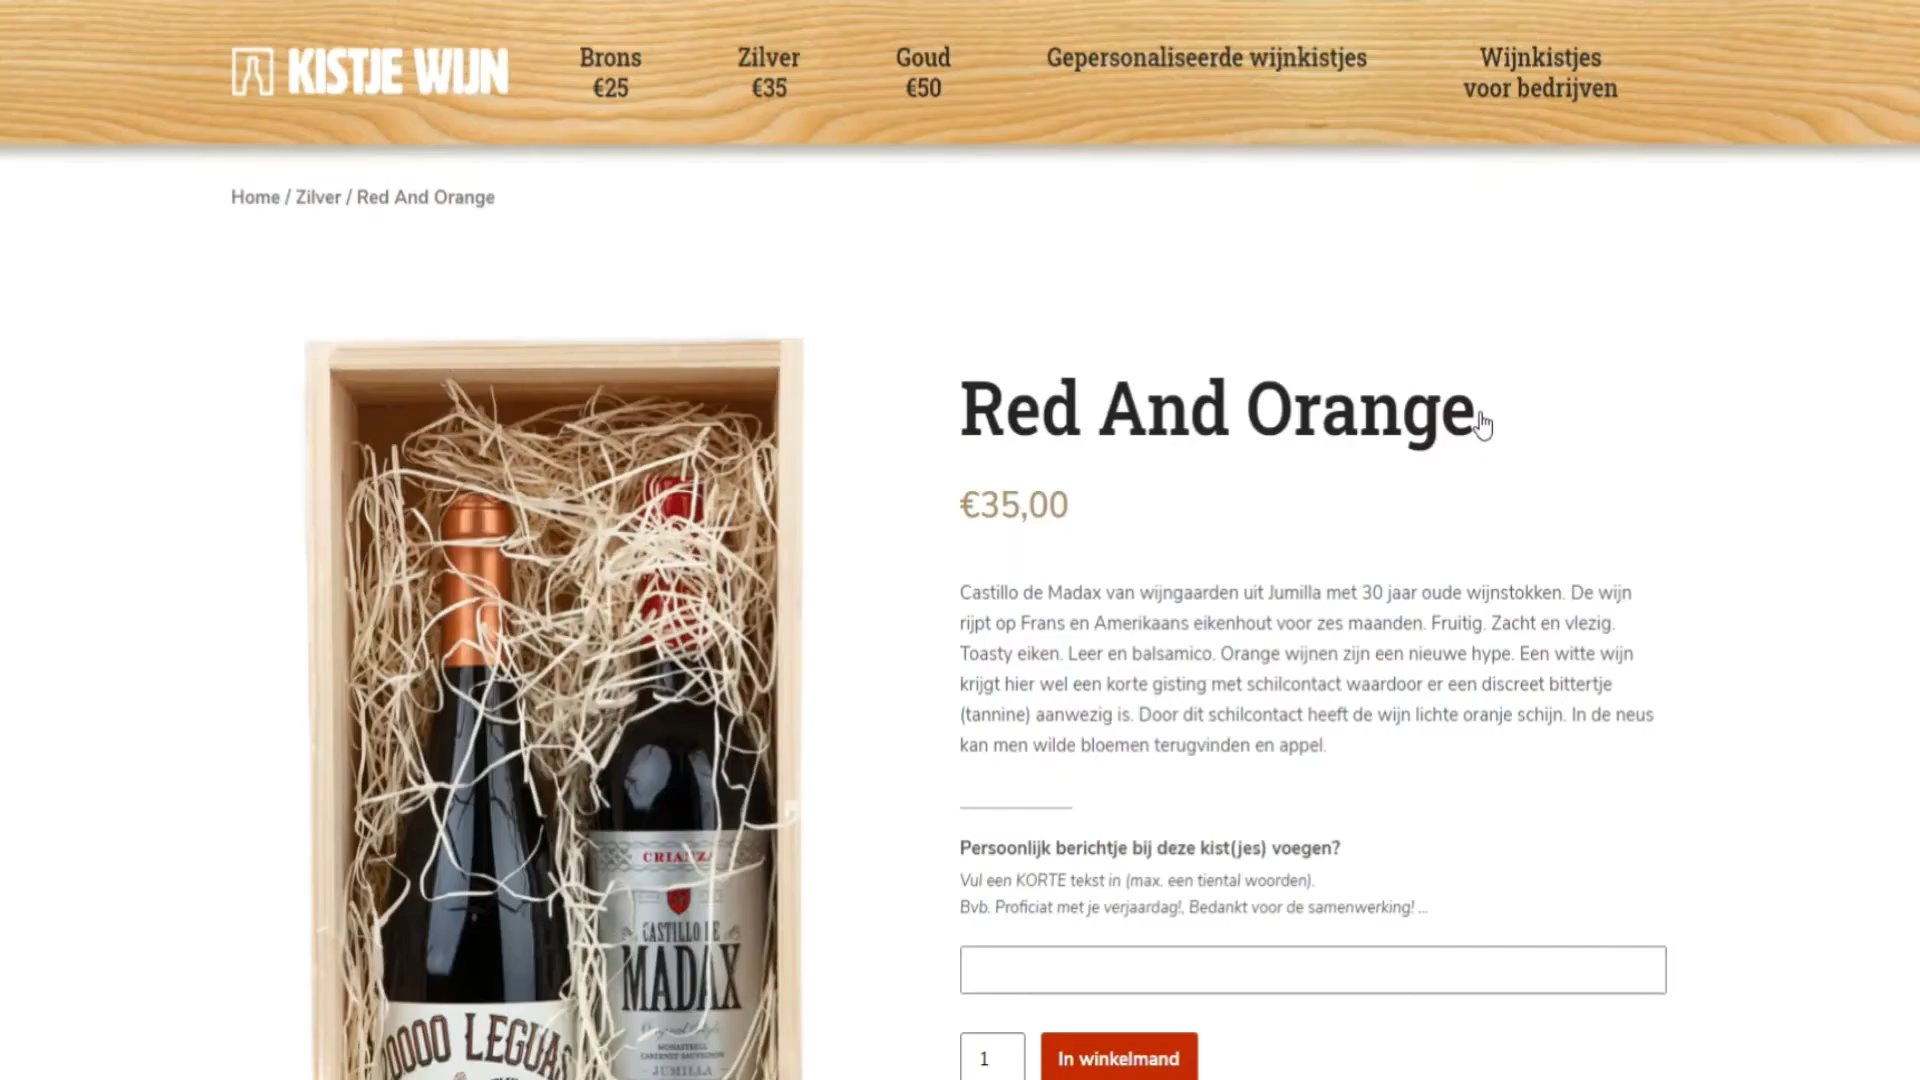 KISTJE WIJN
Brons
€25
Zilver
€35
Goud
€50
Gepersonaliseerde wijnkistjes
Wijnkistjes
voor bedrijven
Home / Zilver / Red And Orange
Red And Orange
€35,00
Castillo de Madax van wijngaarden uit Jumilla met 30 jaar oude wijnstokken. De wijn
rijpt op Frans en Amerikaans eikenhout voor zes maanden. Fruitig. Zacht en vlezig.
Toasty eiken. Leer en balsamico. Orange wijnen zijn een nieuwe hype. Een witte wijn
krijgt hier wel een korte gisting met schilcontact waardoor er een discreet bittertje
(tannine) aanwezig is. Door dit schilcontact heeft de wijn lichte oranje schijn. In de neus
kan men wilde bloemen terugvinden en appel.
Persoonlijk berichtje bij deze kist(jes) voegen?
Vul een KORTE tekst in (max. een tiental woorden).
Bvb. Proficiat met je verjaardag!, Bedankt voor de samenwerking! ...
1
In winkelmand
CRIANZA
CASTILLO DE
MADAX
MONASTRELL
CABERNET SAUVIGNON
- JUMILLA -
0000 LEGUAS